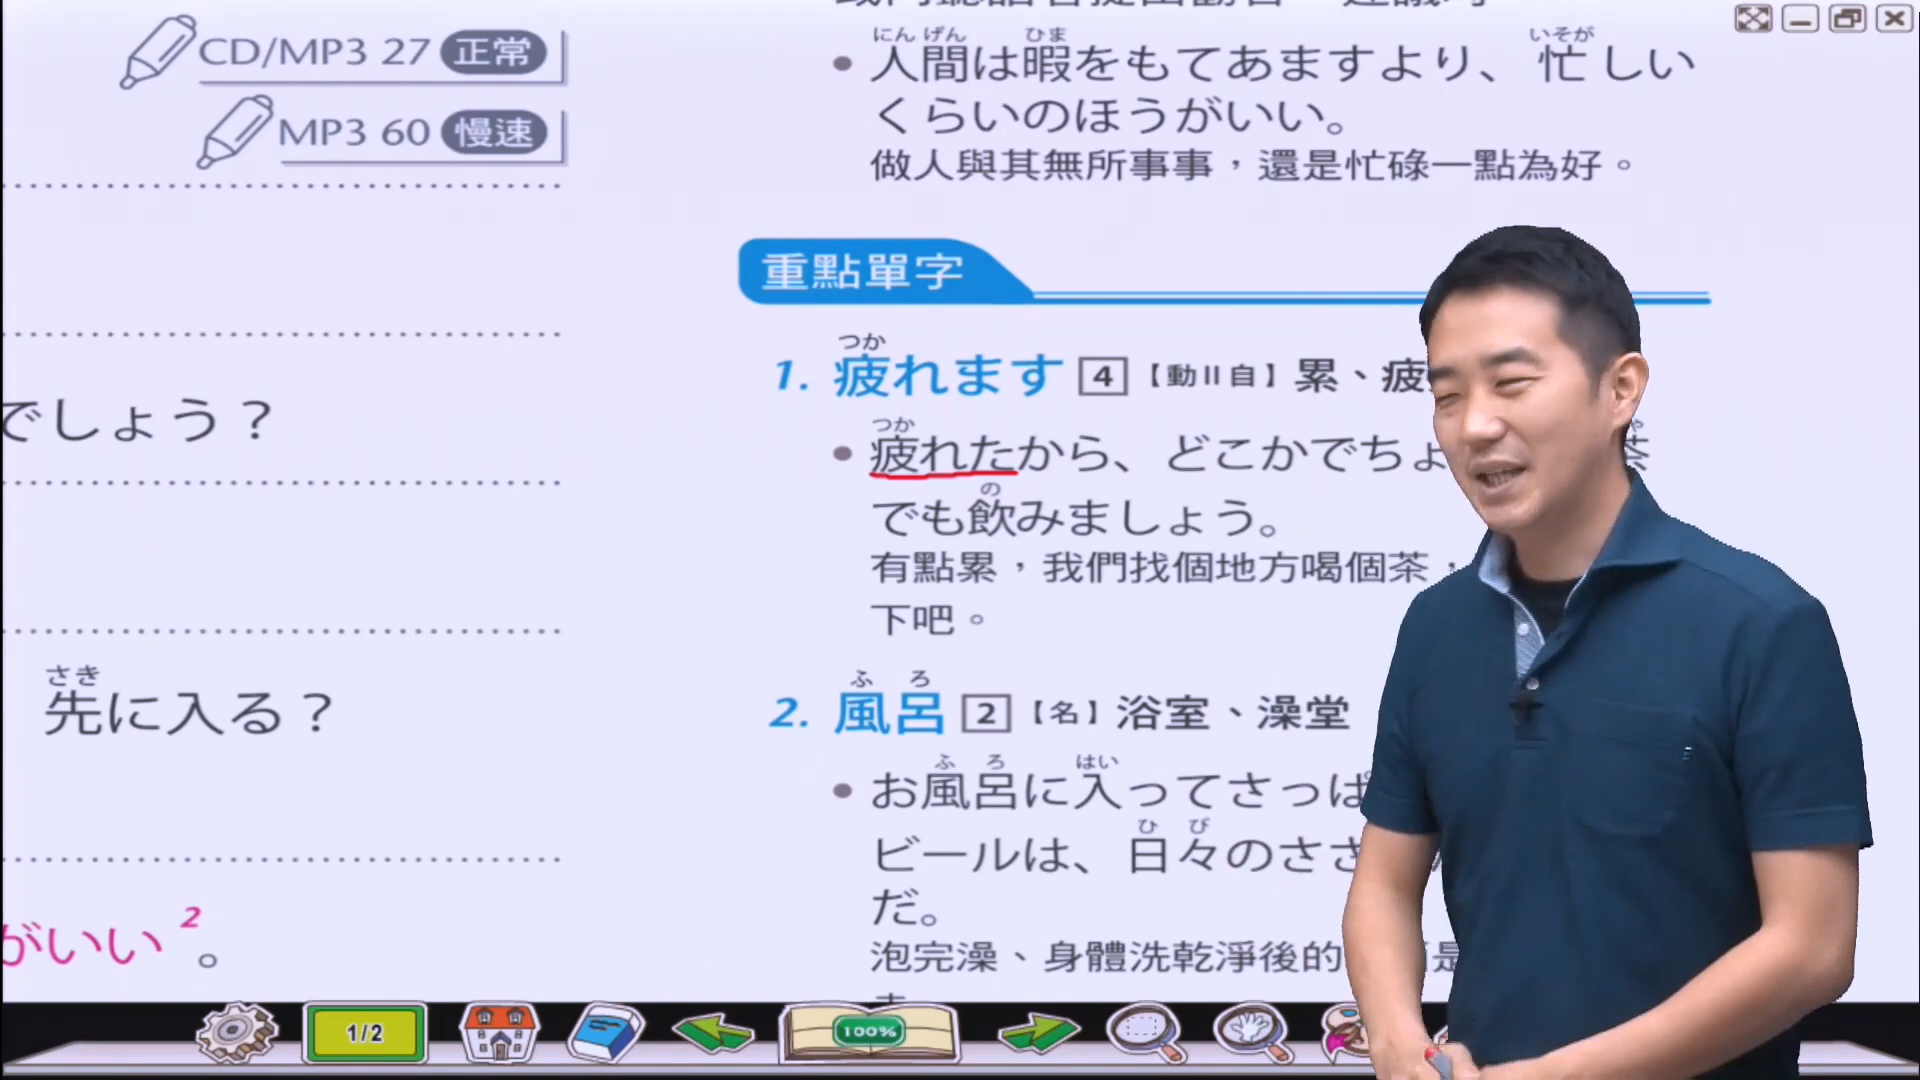 CD/MP3 27 正常
MP3 60 慢速
でしょう？
さき
先に入る？
がいい²。
にんげん ひま いそが
人間は暇をもてあますより、忙しい
くらいのほうがいい。
做人與其無所事事，還是忙碌一點為好。
重點單字
つか
1. 疲れます 4【動II自】累、疲
つか
疲れたから、どこかでちょ 茶
の
でも飲みましょう。
有點累，我們找個地方喝個茶，
下吧。
ふろ
2. 風呂 2【名】浴室、澡堂
ふろ はい
お風呂に入ってさっぱ
ひび
ビールは、日々のささ
だ。
泡完澡、身體洗乾淨後的 是
1/2
100%